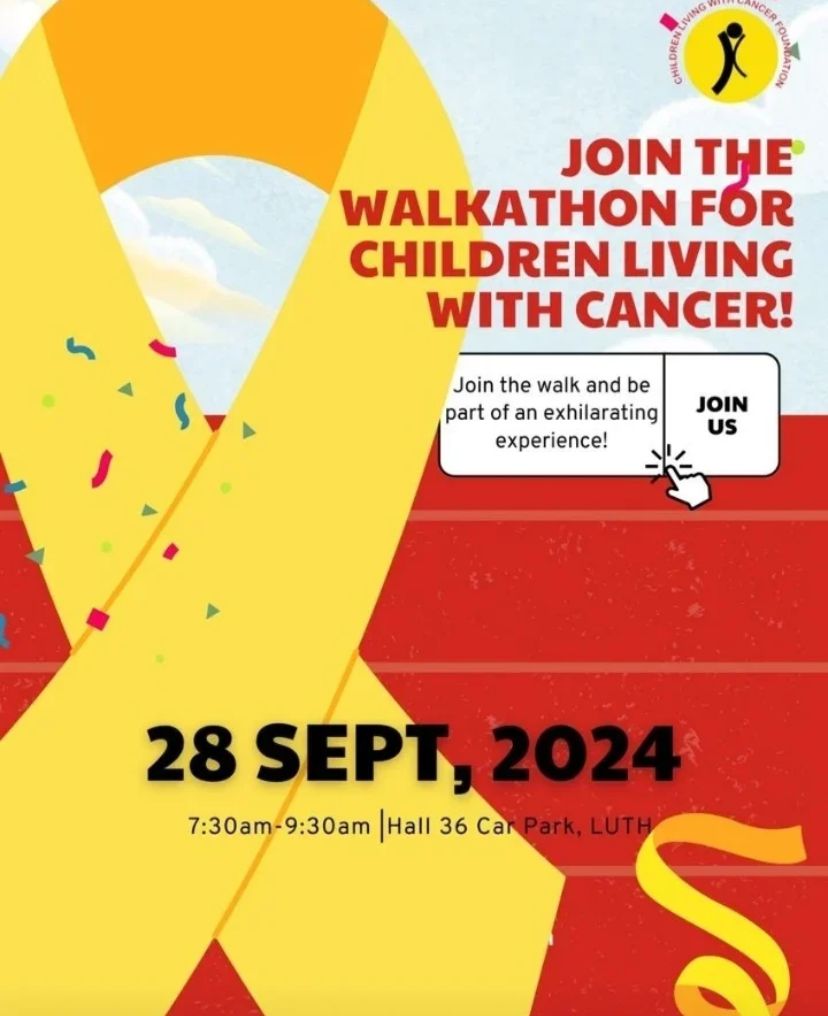 CHILDREN LIVING WITH CANCER FOUNDATION
JOIN THE
WALKATHON FOR
CHILDREN LIVING
WITH CANCER!
Join the walk and be
part of an exhilarating
experience!
JOIN
US
28 SEPT, 2024
7:30am-9:30am |Hall 36 Car Park, LUTH